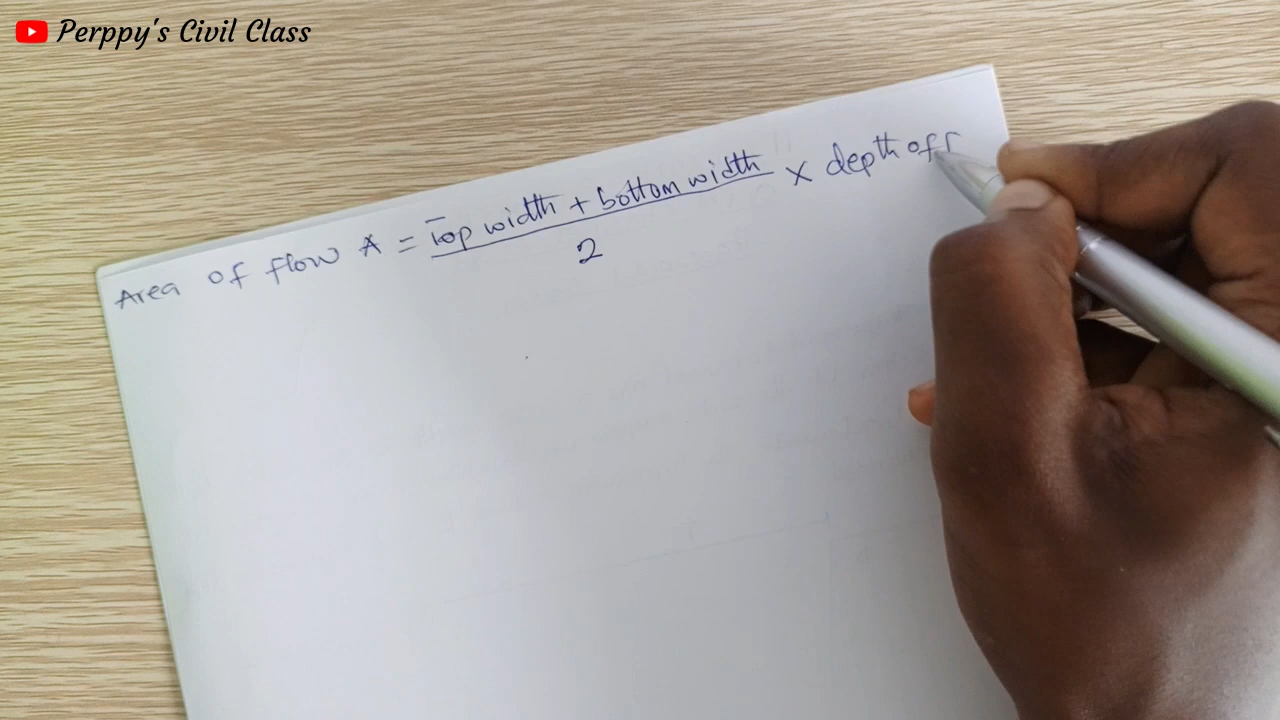 Perppy's Civil Class
Area of flow A = Top width + bottom width / 2 × depth of f